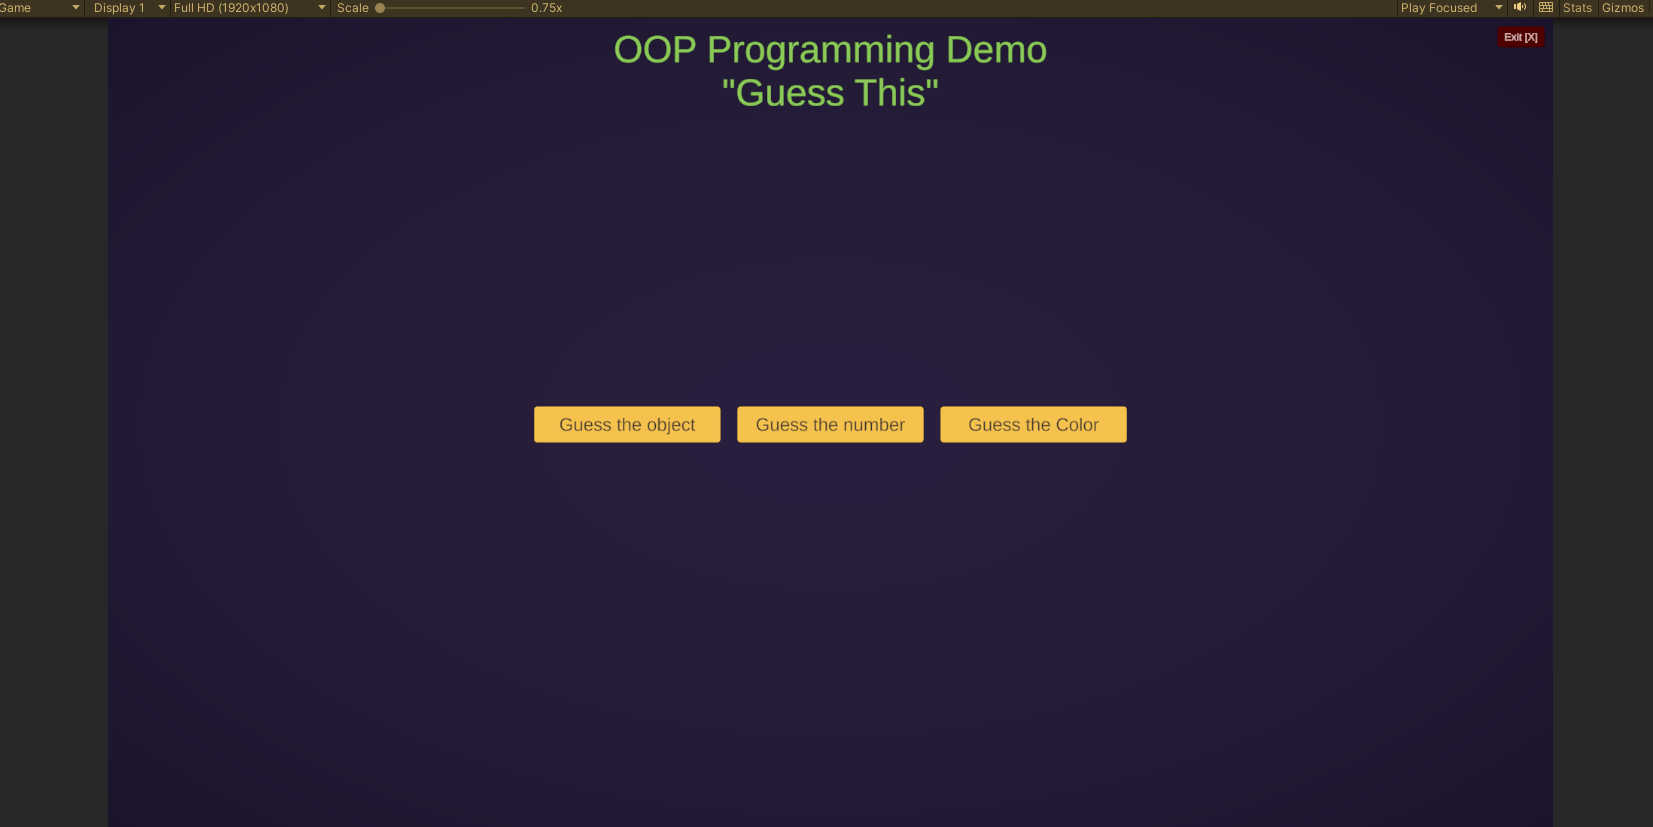 Game Display 1 Full HD (1920x1080) Scale 0.75x Play Focused Stats Gizmos
Exit [X]
OOP Programming Demo
"Guess This"
Guess the object Guess the number Guess the Color